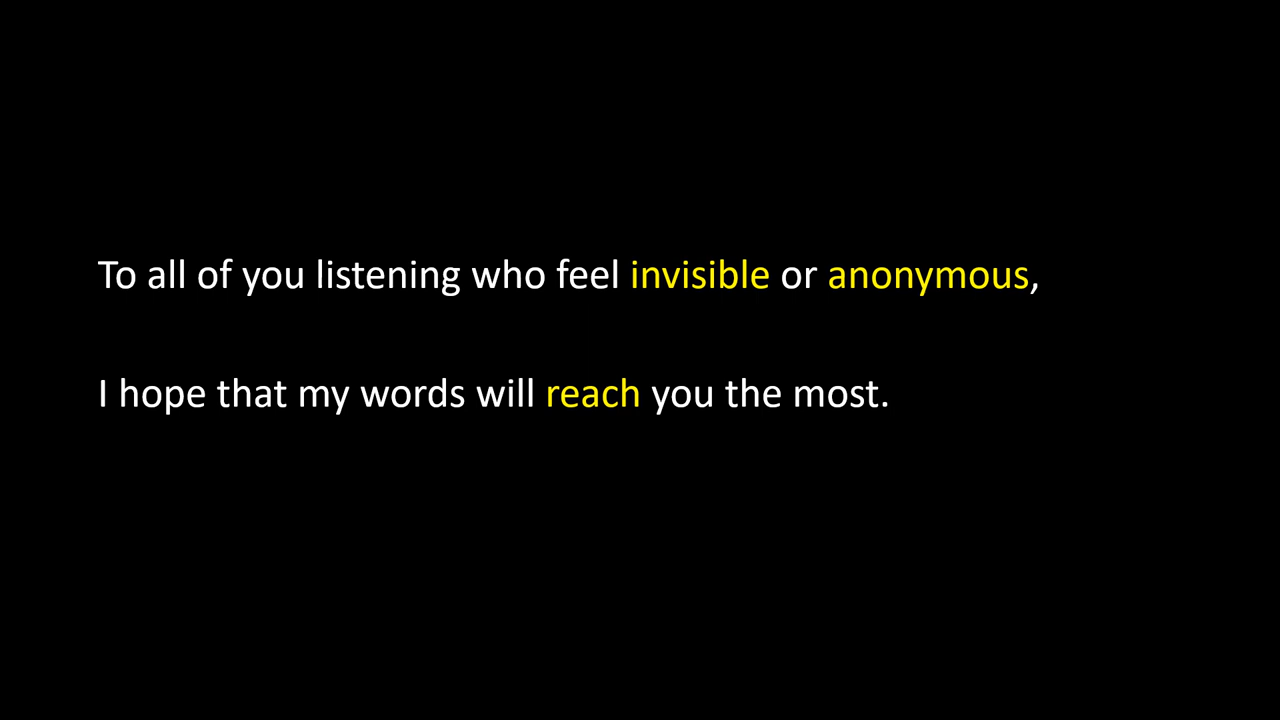 To all of you listening who feel invisible or anonymous,
I hope that my words will reach you the most.